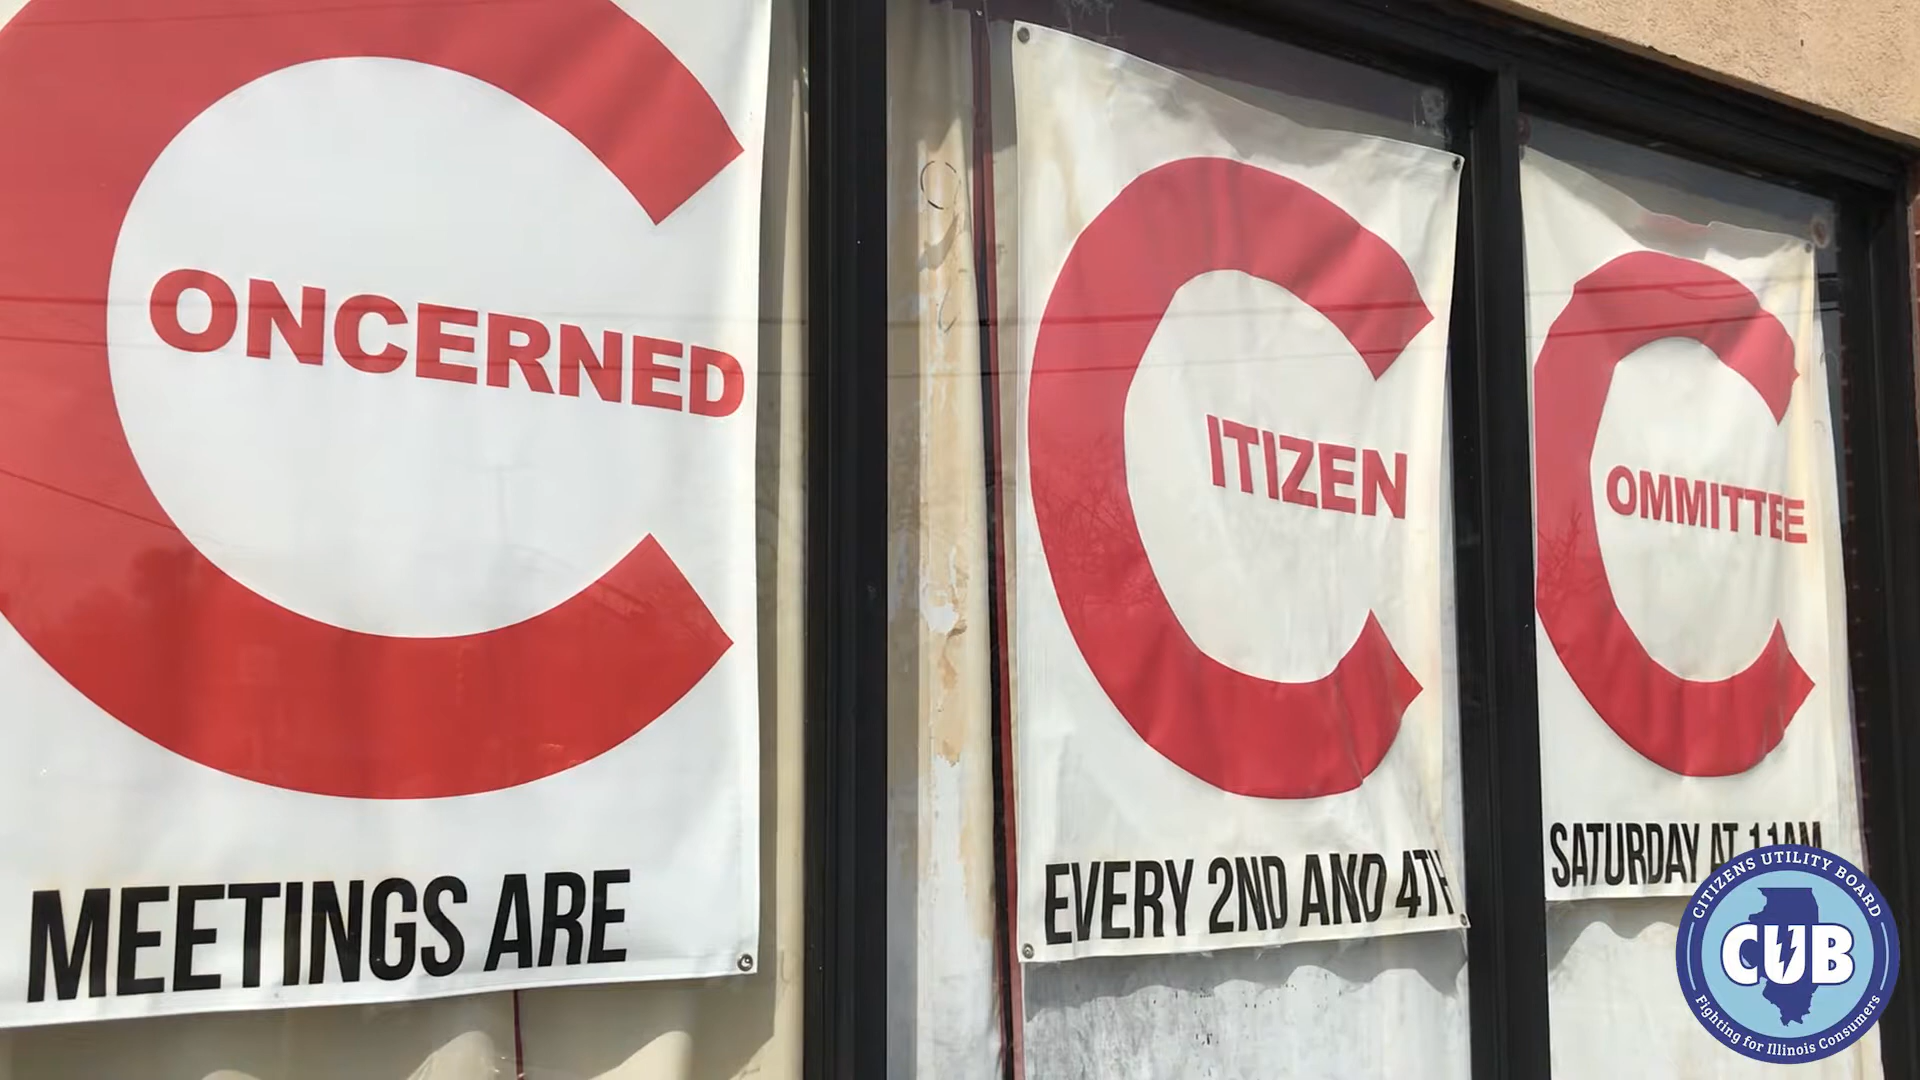 CONCERNED
MEETINGS ARE
CITIZEN
EVERY 2ND AND 4TH
COMMITTEE
SATURDAY AT 11AM
CITIZENS UTILITY BOARD
CUB
Fighting for Illinois Consumers